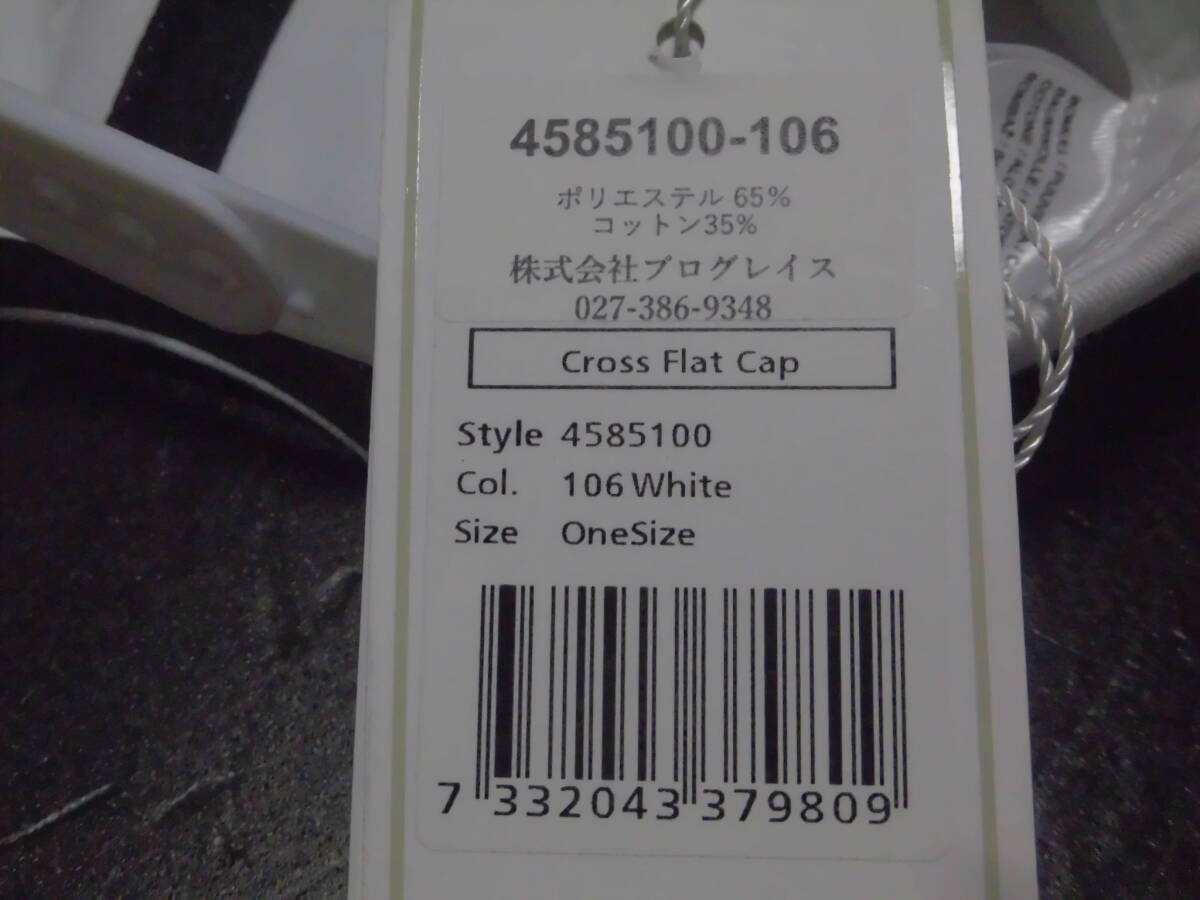 4585100-106
ポリエステル 65%
コットン35%
株式会社プログレイス
027-386-9348
Cross Flat Cap
Style 4585100
Col. 106 White
Size OneSize
7 332043 379809